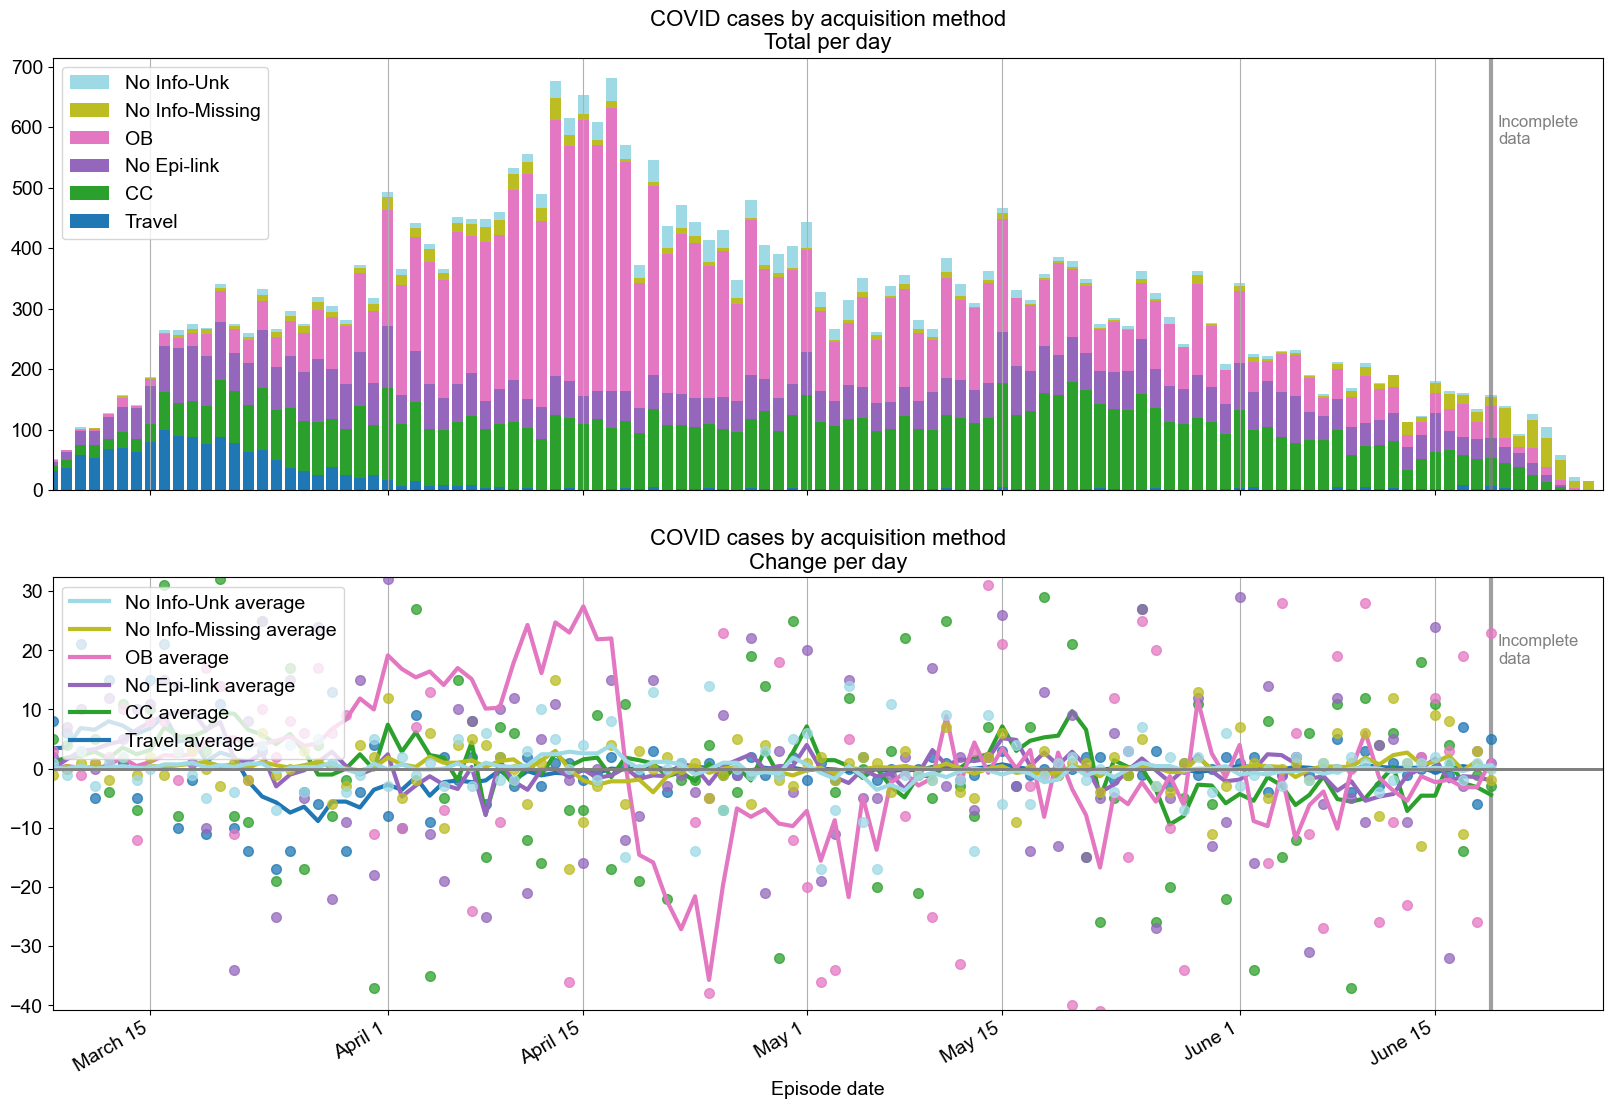 COVID cases by acquisition method
Total per day
700
600
500
400
300
200
100
0
No Info-Unk
No Info-Missing
OB
No Epi-link
CC
Travel
Incomplete
data
COVID cases by acquisition method
Change per day
30
20
10
0
−10
−20
−30
−40
No Info-Unk average
No Info-Missing average
OB average
No Epi-link average
CC average
Travel average
Incomplete
data
March 15
April 1
April 15
May 1
May 15
June 1
June 15
Episode date